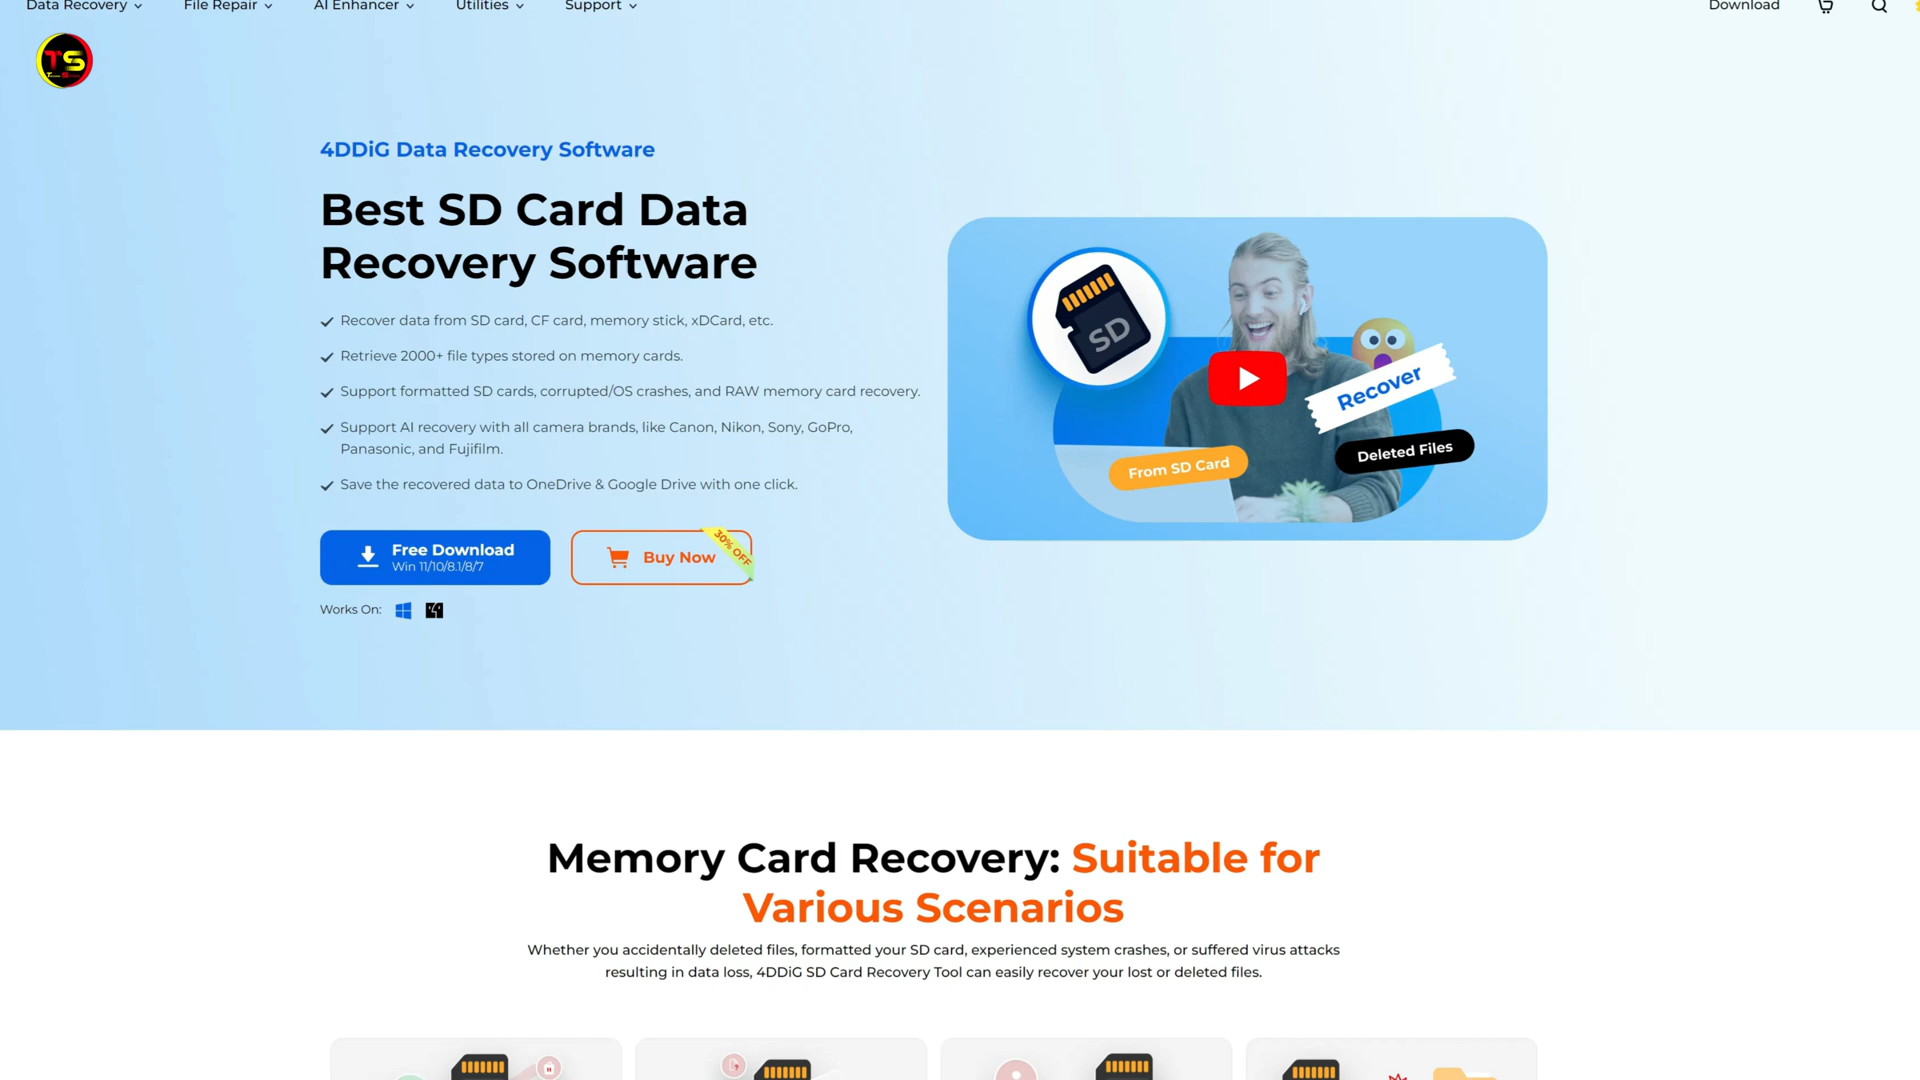 Data Recovery
File Repair
AI Enhancer
Utilities
Support
Download
TS
4DDiG Data Recovery Software
Best SD Card Data
Recovery Software
Recover data from SD card, CF card, memory stick, xDCard, etc.
Retrieve 2000+ file types stored on memory cards.
Support formatted SD cards, corrupted/OS crashes, and RAW memory card recovery.
Support AI recovery with all camera brands, like Canon, Nikon, Sony, GoPro,
Panasonic, and Fujifilm.
Save the recovered data to OneDrive & Google Drive with one click.
Free Download
Win 11/10/8.1/8/7
Buy Now
30% OFF
Works On:
SD
Recover
Deleted Files
From SD Card
Memory Card Recovery: Suitable for
Various Scenarios
Whether you accidentally deleted files, formatted your SD card, experienced system crashes, or suffered virus attacks
resulting in data loss, 4DDiG SD Card Recovery Tool can easily recover your lost or deleted files.